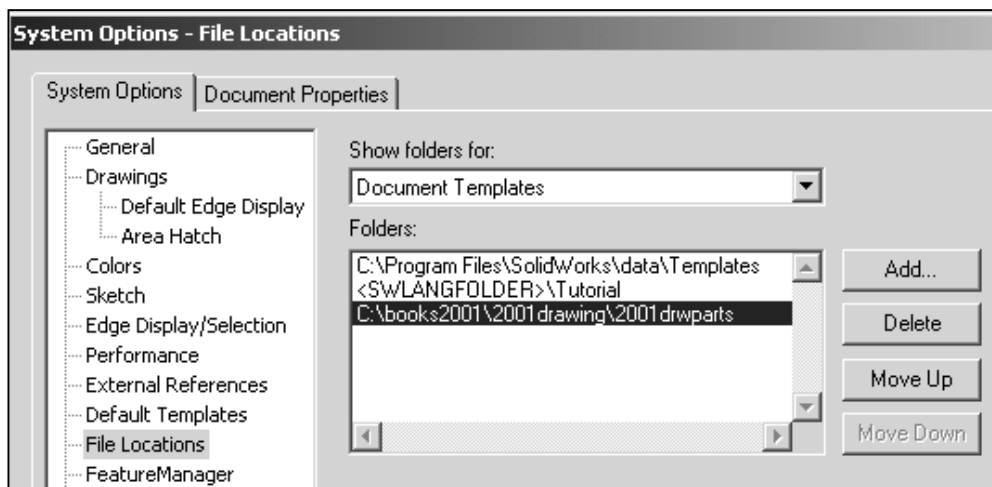 System Options - File Locations
System Options
Document Properties
General
Drawings
Default Edge Display
Area Hatch
Colors
Sketch
Edge Display/Selection
Performance
External References
Default Templates
File Locations
FeatureManager
Show folders for:
Document Templates
Folders:
C:\Program Files\SolidWorks\data\Templates
<SWLANGFOLDER>\Tutorial
C:\books2001\2001drawing\2001drwparts
Add...
Delete
Move Up
Move Down